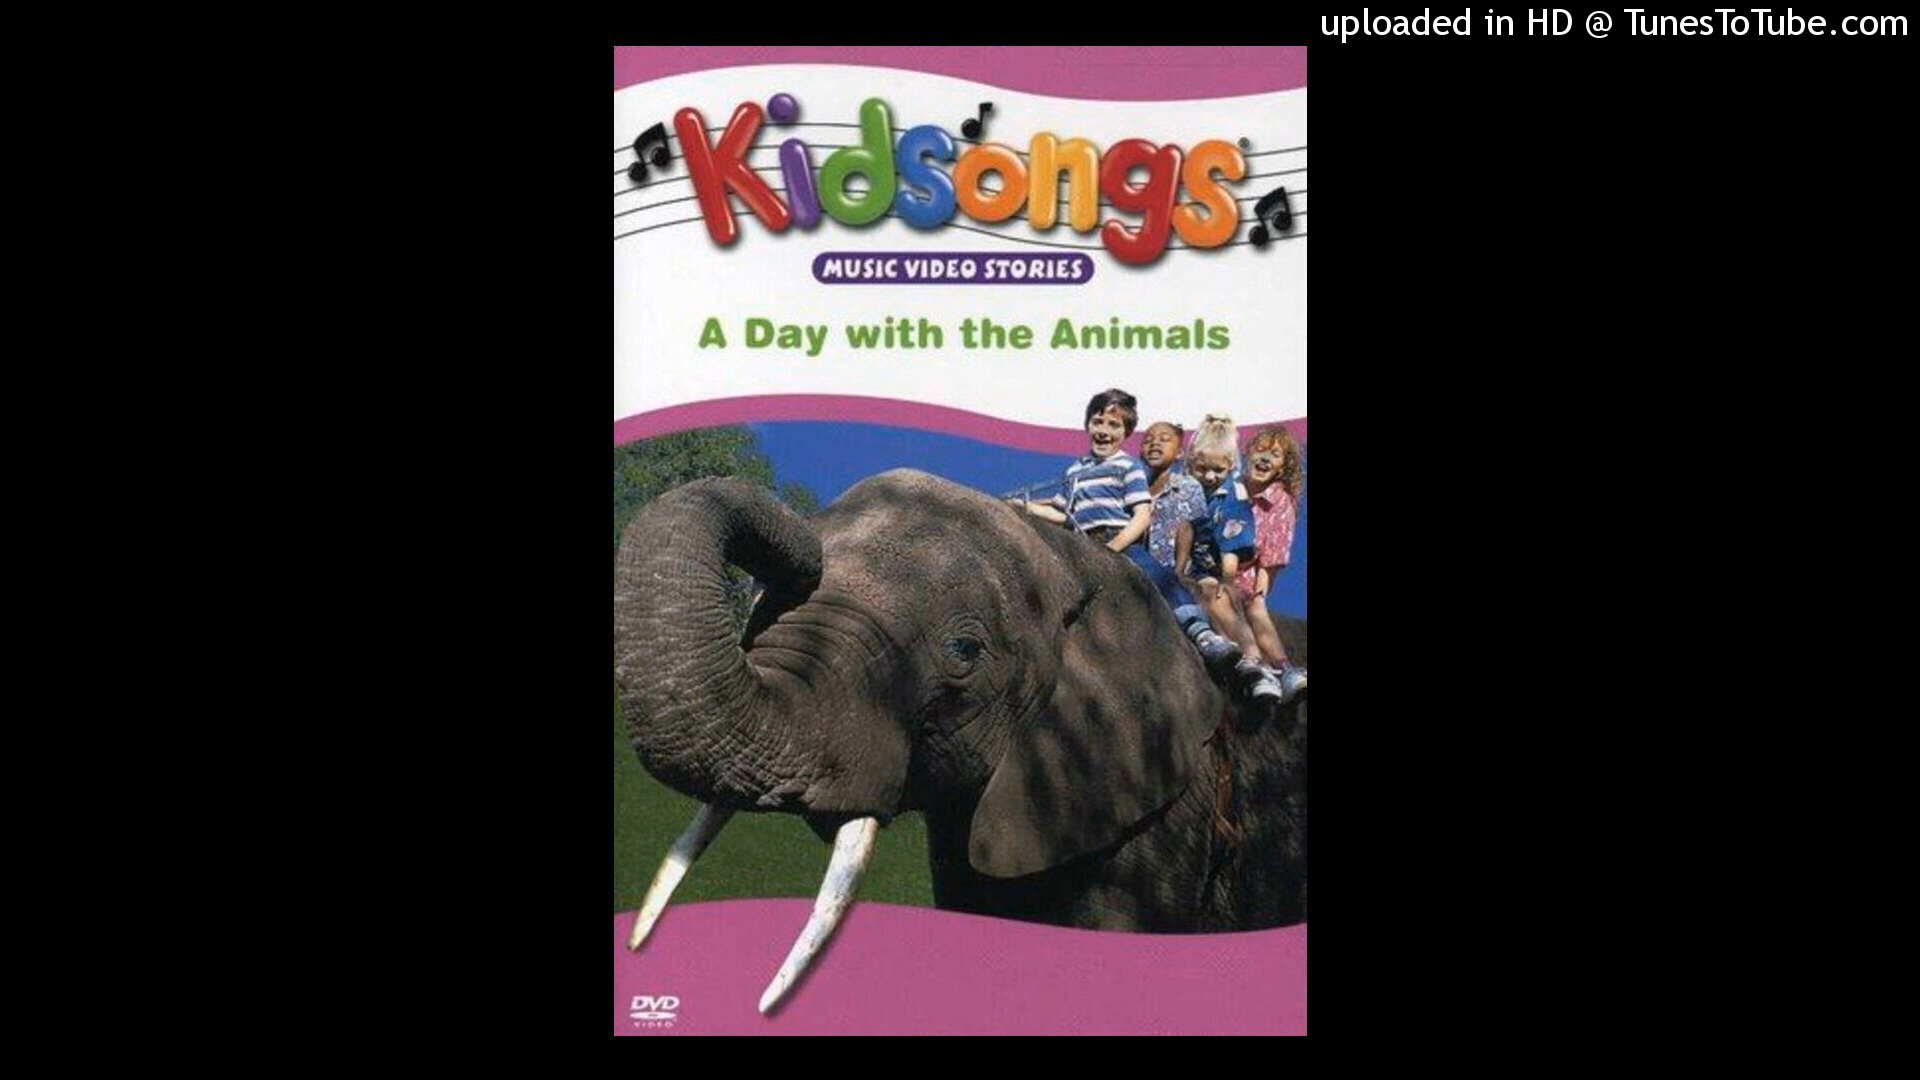 uploaded in HD @ TunesToTube.com
Kidsongs®
MUSIC VIDEO STORIES
A Day with the Animals
DVD
VIDEO